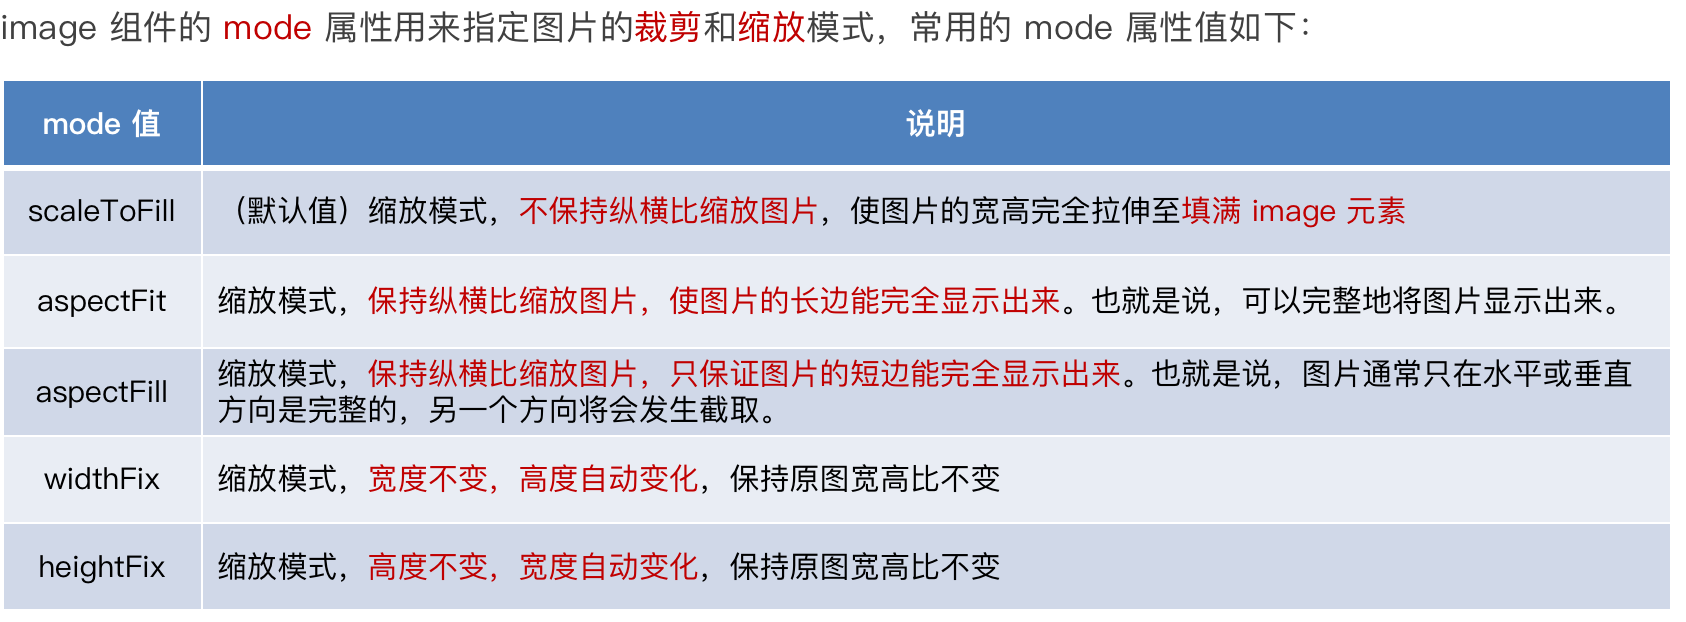 image 组件的 mode 属性用来指定图片的裁剪和缩放模式，常用的 mode 属性值如下：
mode 值 说明
scaleToFill （默认值）缩放模式，不保持纵横比缩放图片，使图片的宽高完全拉伸至填满 image 元素
aspectFit 缩放模式，保持纵横比缩放图片，使图片的长边能完全显示出来。也就是说，可以完整地将图片显示出来。
aspectFill 缩放模式，保持纵横比缩放图片，只保证图片的短边能完全显示出来。也就是说，图片通常只在水平或垂直
方向是完整的，另一个方向将会发生截取。
widthFix 缩放模式，宽度不变，高度自动变化，保持原图宽高比不变
heightFix 缩放模式，高度不变，宽度自动变化，保持原图宽高比不变